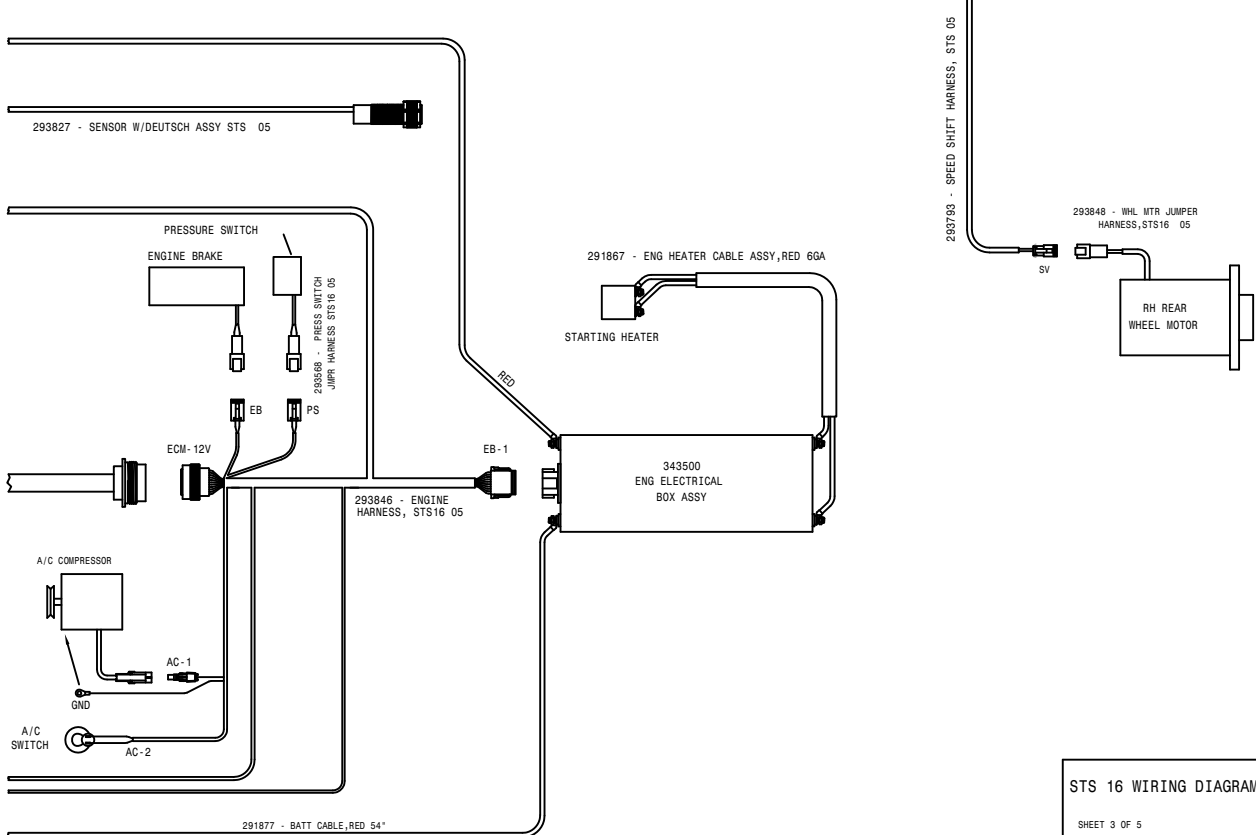 293827 - SENSOR W/DEUTSCH ASSY STS  05
PRESSURE SWITCH
ENGINE BRAKE
293568 - PRESS SWITCH
JMPR HARNESS STS16 05
EB
PS
ECM-12V
EB-1
293846 - ENGINE
HARNESS, STS16 05
A/C COMPRESSOR
AC-1
GND
A/C
SWITCH
AC-2
291877 - BATT CABLE,RED 54"
RED
291867 - ENG HEATER CABLE ASSY,RED 6GA
STARTING HEATER
343500
ENG ELECTRICAL
BOX ASSY
293793 - SPEED SHIFT HARNESS, STS 05
293848 - WHL MTR JUMPER
HARNESS,STS16  05
SV
RH REAR
WHEEL MOTOR
STS 16 WIRING DIAGRAM
SHEET 3 OF 5